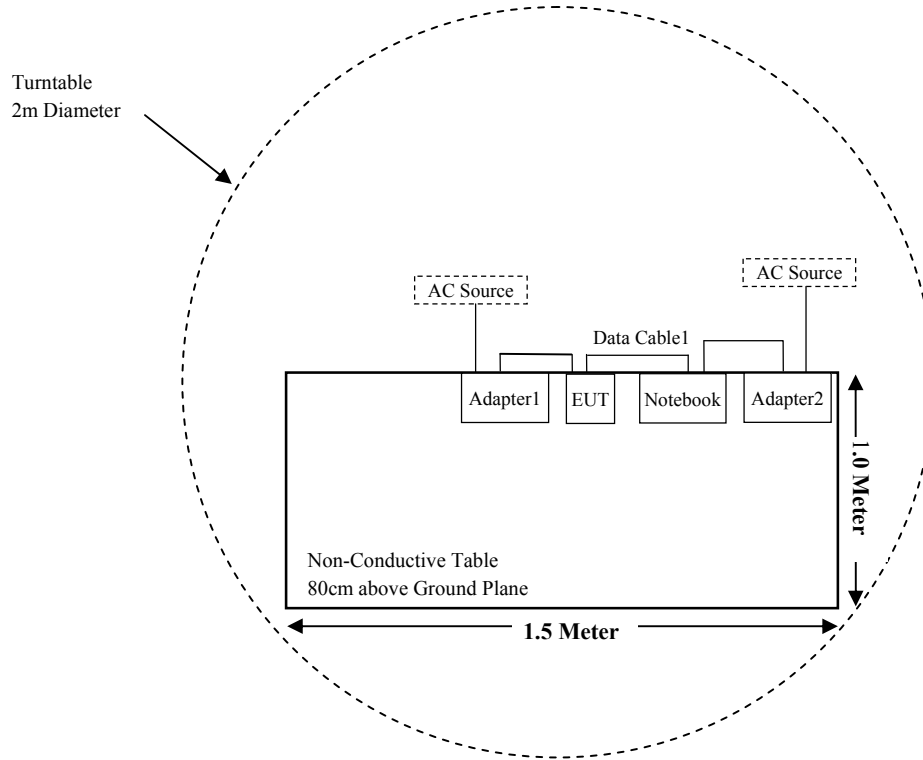 Turntable
2m Diameter
AC Source
AC Source
Data Cable1
Adapter1
EUT
Notebook
Adapter2
1.0 Meter
Non-Conductive Table
80cm above Ground Plane
1.5 Meter